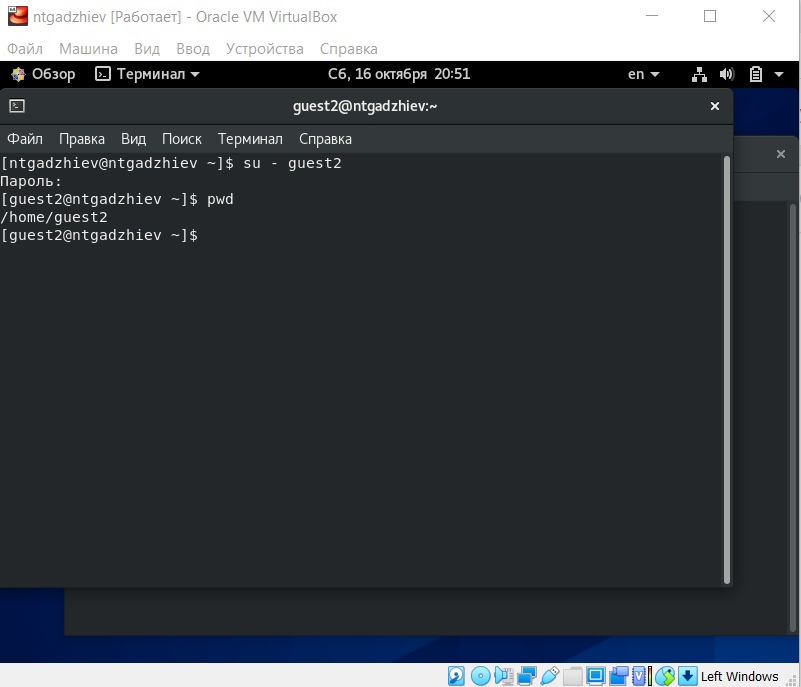 ntgadzhiev [Работает] - Oracle VM VirtualBox
Файл Машина Вид Ввод Устройства Справка
Обзор Терминал Сб, 16 октября 20:51 en
guest2@ntgadzhiev:~
Файл Правка Вид Поиск Терминал Справка
[ntgadzhiev@ntgadzhiev ~]$ su - guest2
Пароль:
[guest2@ntgadzhiev ~]$ pwd
/home/guest2
[guest2@ntgadzhiev ~]$
Left Windows